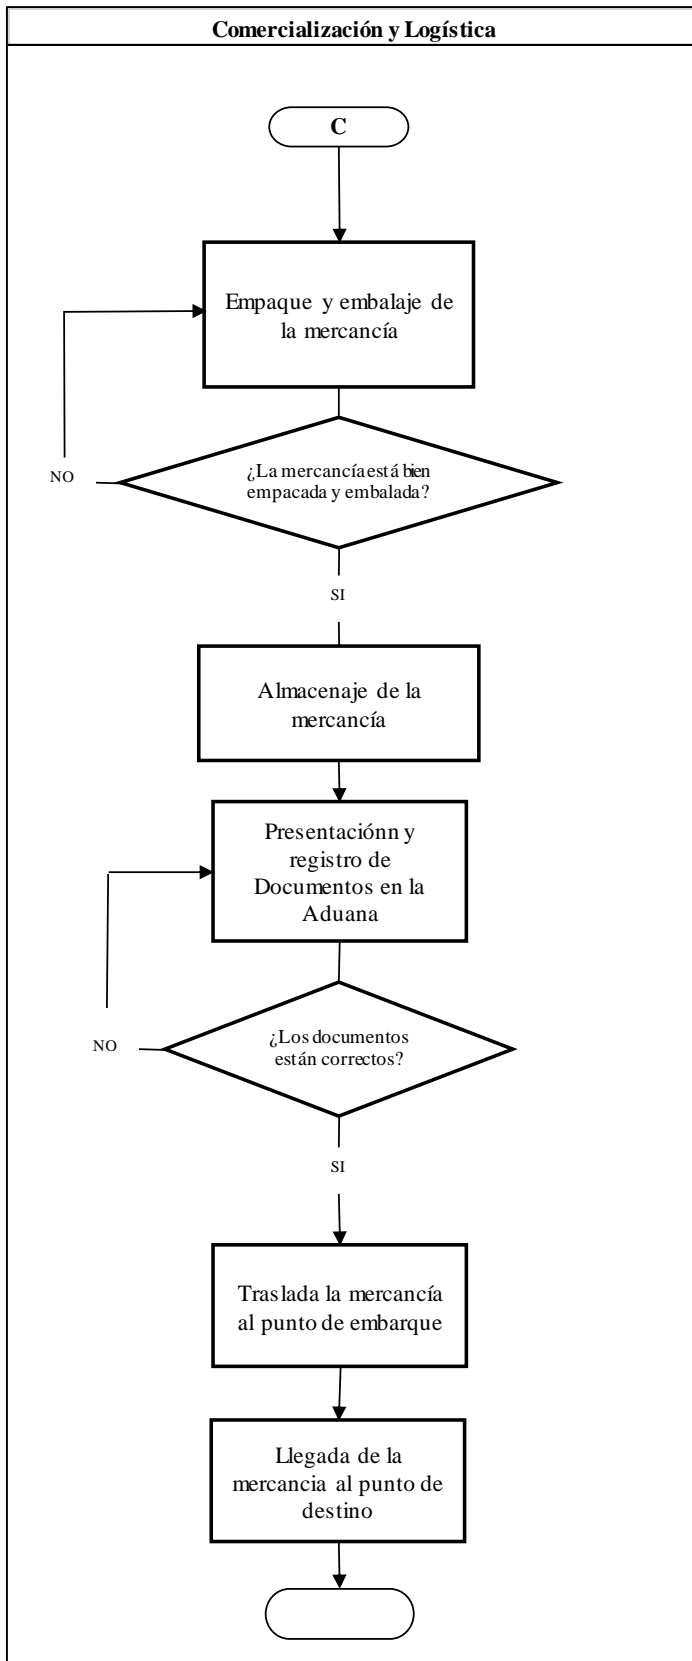 Comercialización y Logística
C
Empaque y embalaje de
la mercancía
¿La mercancía está bien
empacada y embalada?
NO
SI
Almacenaje de la
mercancía
Presentaciónn y
registro de
Documentos en la
Aduana
¿Los documentos
están correctos?
NO
SI
Traslada la mercancía
al punto de embarque
Llegada de la
mercancia al punto de
destino